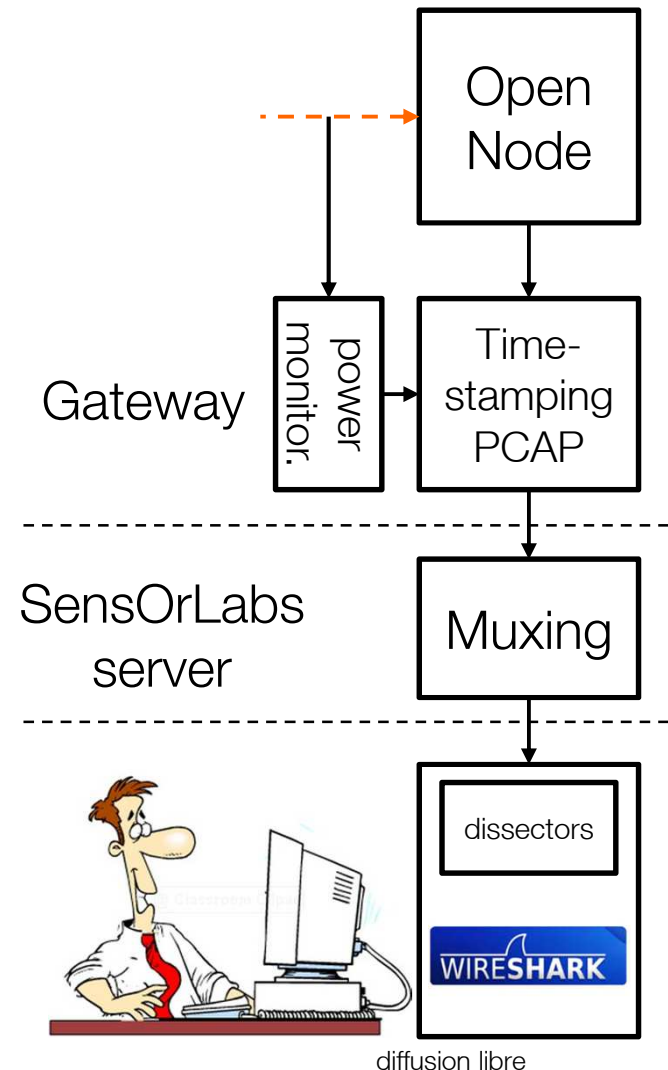 Open
Node
power
monitor.
Time-
stamping
PCAP
Gateway
SensOrLabs
server
Muxing
dissectors
WIRESHARK
diffusion libre